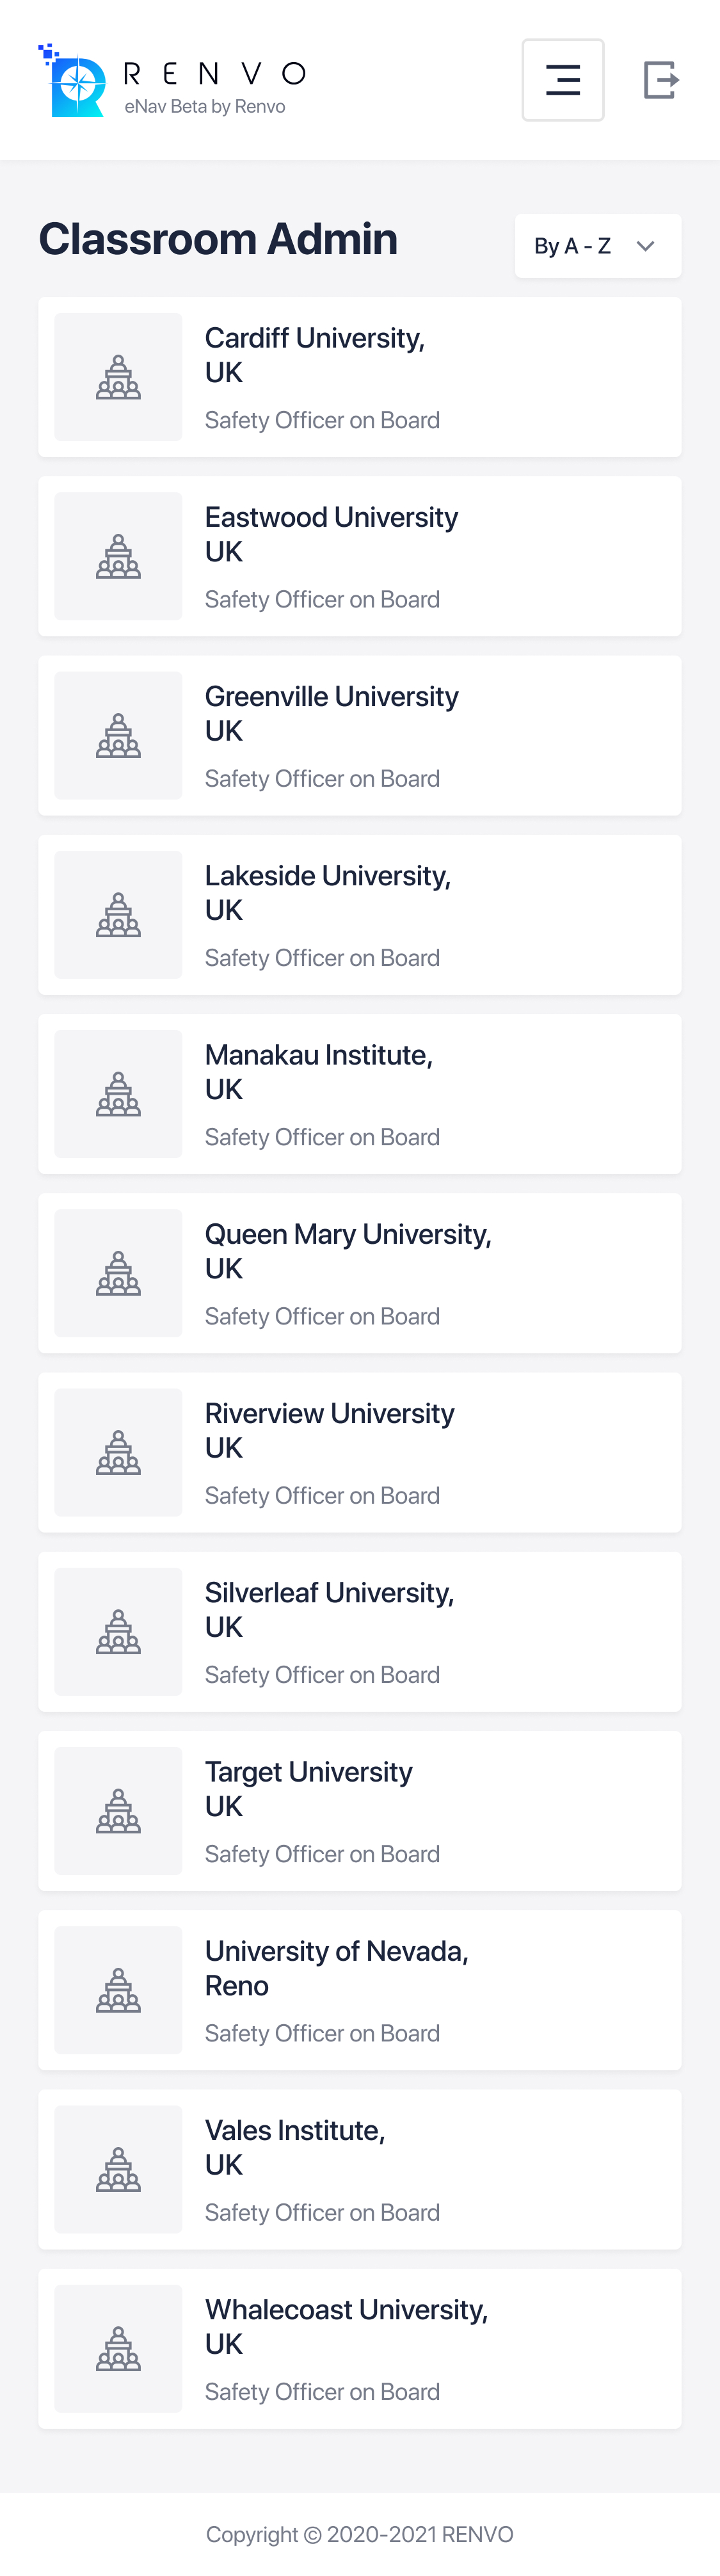 RENVO
eNav Beta by Renvo
Classroom Admin
By A - Z
Cardiff University,
UK
Safety Officer on Board
Eastwood University
UK
Safety Officer on Board
Greenville University
UK
Safety Officer on Board
Lakeside University,
UK
Safety Officer on Board
Manakau Institute,
UK
Safety Officer on Board
Queen Mary University,
UK
Safety Officer on Board
Riverview University
UK
Safety Officer on Board
Silverleaf University,
UK
Safety Officer on Board
Target University
UK
Safety Officer on Board
University of Nevada,
Reno
Safety Officer on Board
Vales Institute,
UK
Safety Officer on Board
Whalecoast University,
UK
Safety Officer on Board
Copyright © 2020-2021 RENVO